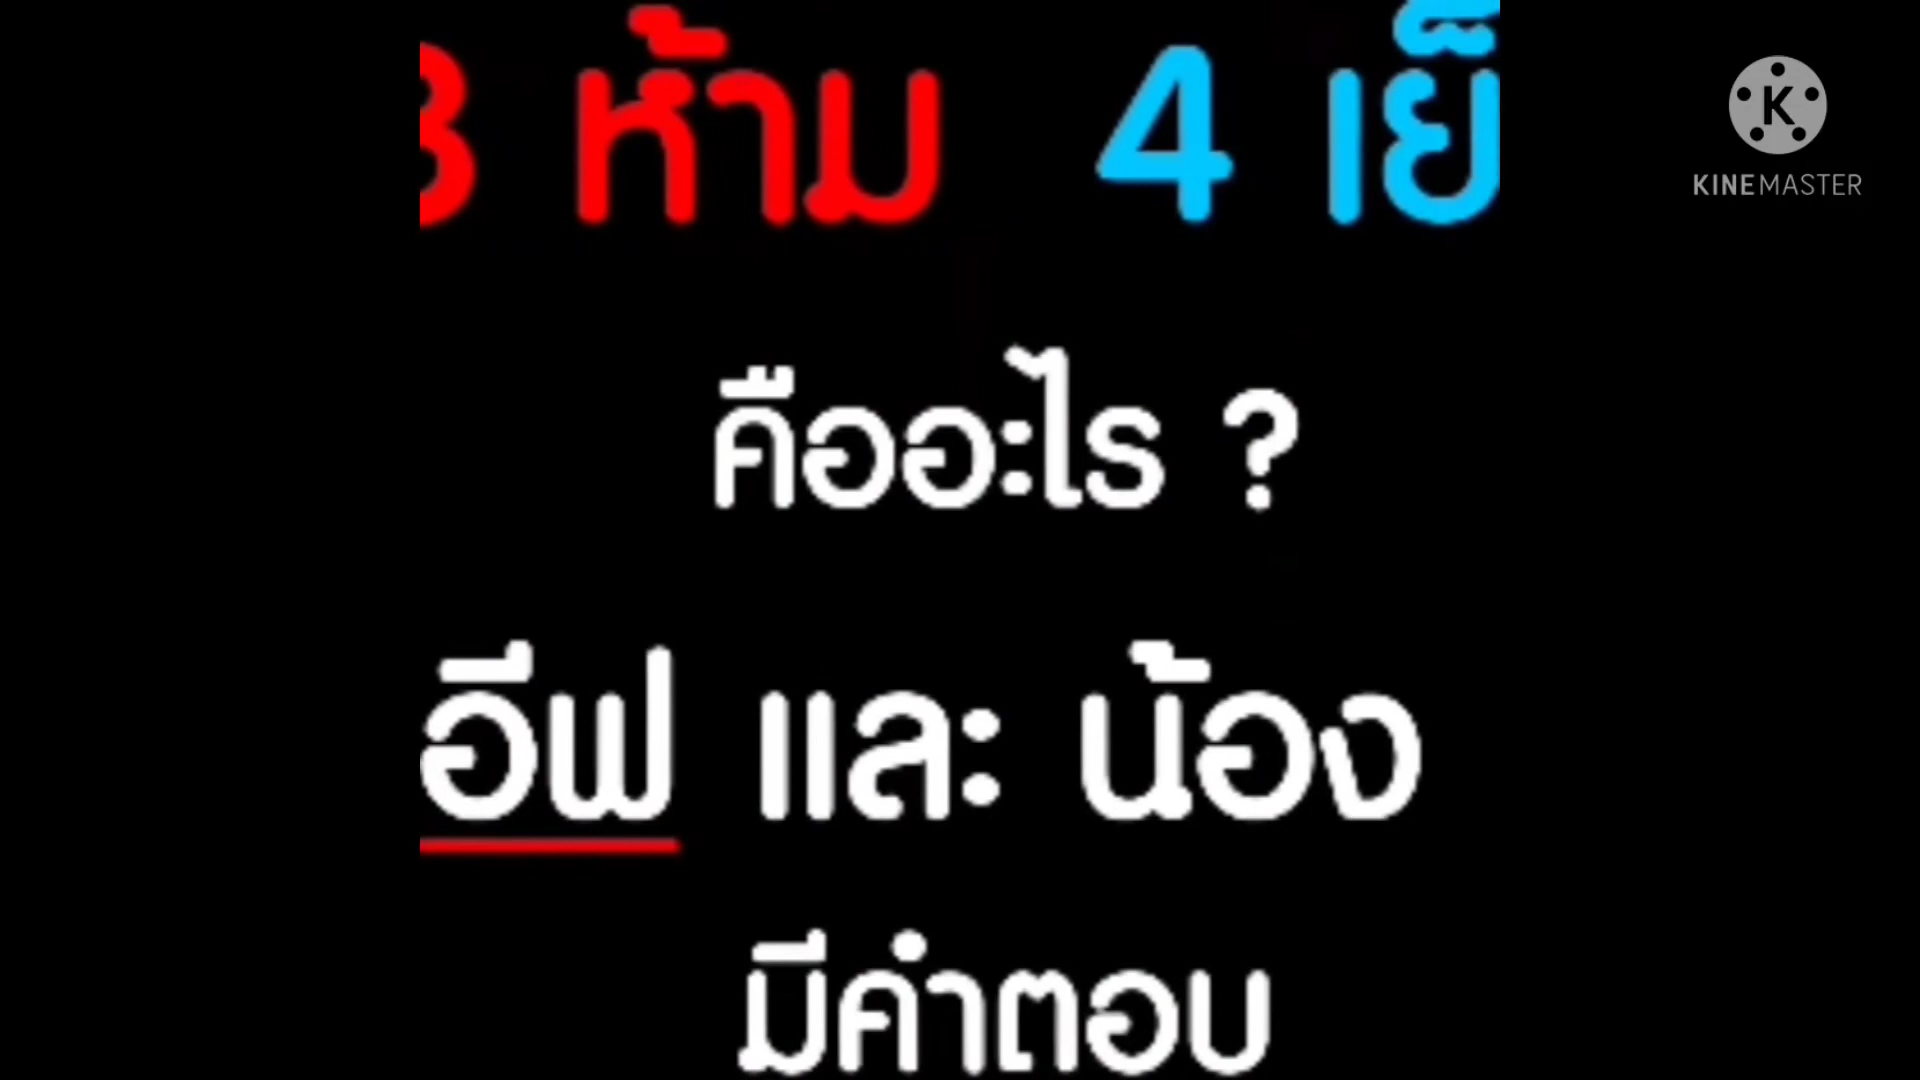 3 ห้าม 4
คืออะไร ?
อีฟ และ น้อง
มีคำตอบ
KINEMASTER